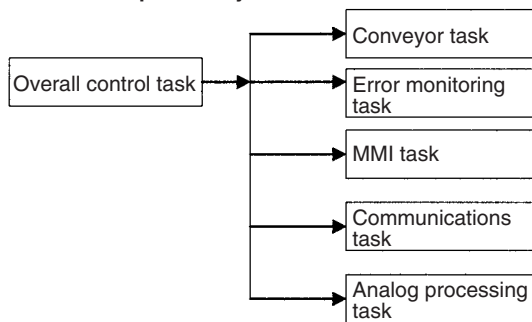 Overall control task
Conveyor task
Error monitoring
task
MMI task
Communications
task
Analog processing
task